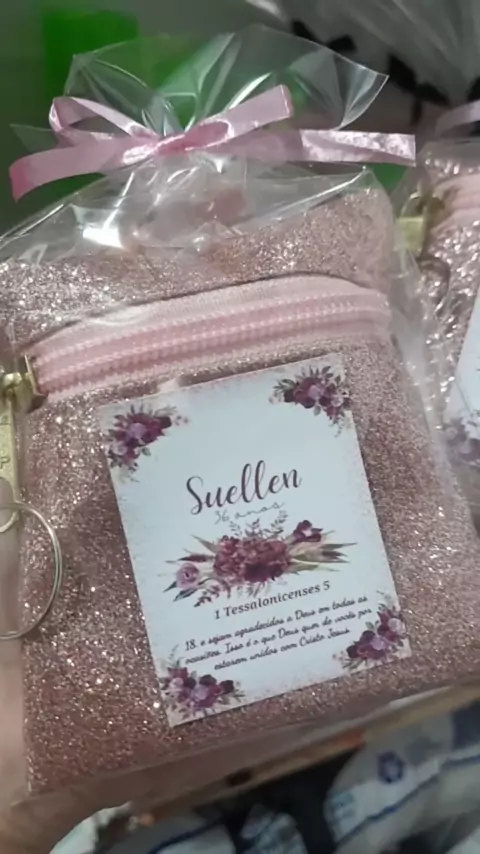 Suellen
36 anos
1 Tessalonicenses 5
18. e sejam agradecidos a Deus em todas as
ocasiões. Isso é o que Deus quer de vocês por
estarem unidos com Cristo Jesus.
P